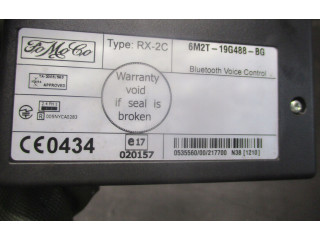 FoMoCo
Type: RX-2C
6M2T-19G488-BG
Bluetooth Voice Control
APPROVED
Warranty
void
if seal is
broken
CE0434
e17
020157
0535560/00/217700 N38 [1210]